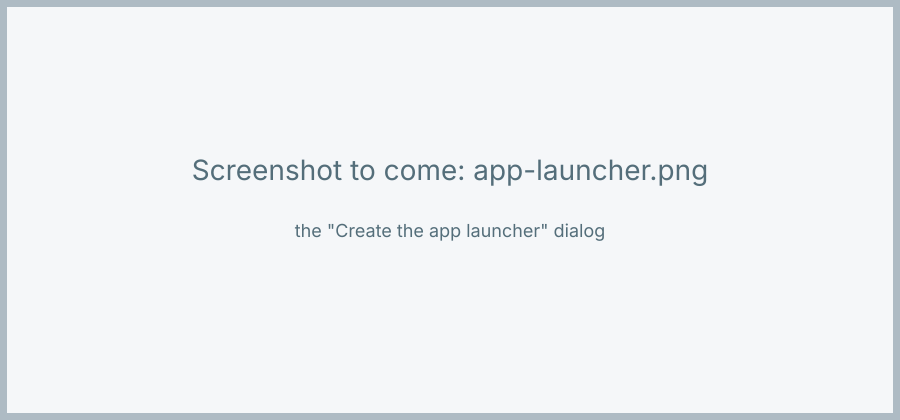 Screenshot to come: app-launcher.png
the "Create the app launcher" dialog